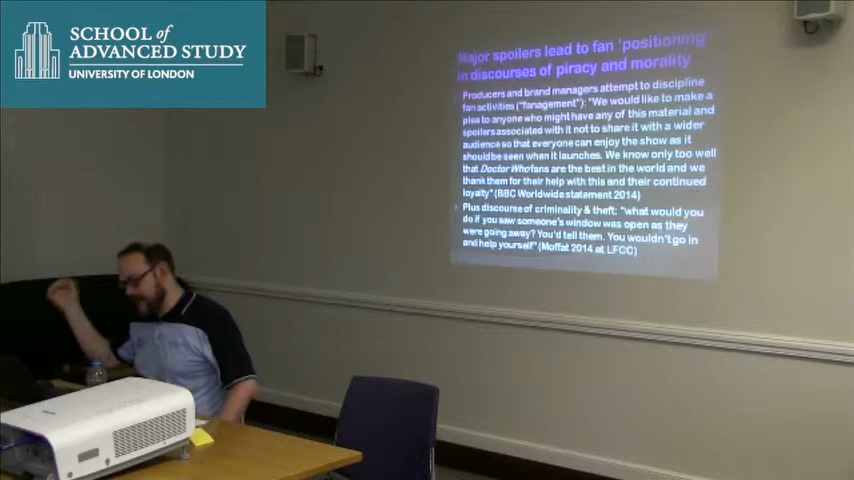 SCHOOL of
ADVANCED STUDY
UNIVERSITY OF LONDON
Major spoilers lead to fan 'positioning'
in discourses of piracy and morality
Producers and brand managers attempt to discipline
fan activities ("fanagement"): "We would like to make a
plea to anyone who might have any of this material and
spoilers associated with it not to share it with a wider
audience so that everyone can enjoy the show as it
should be seen when it launches. We know only too well
that Doctor Who fans are the best in the world and we
thank them for their help with this and their continued
loyalty" (BBC Worldwide statement 2014)
Plus discourse of criminality & theft: "what would you
do if you saw someone's window was open as they
were going away? You'd tell them. You wouldn't go in
and help yourself" (Moffat 2014 at LFCC)